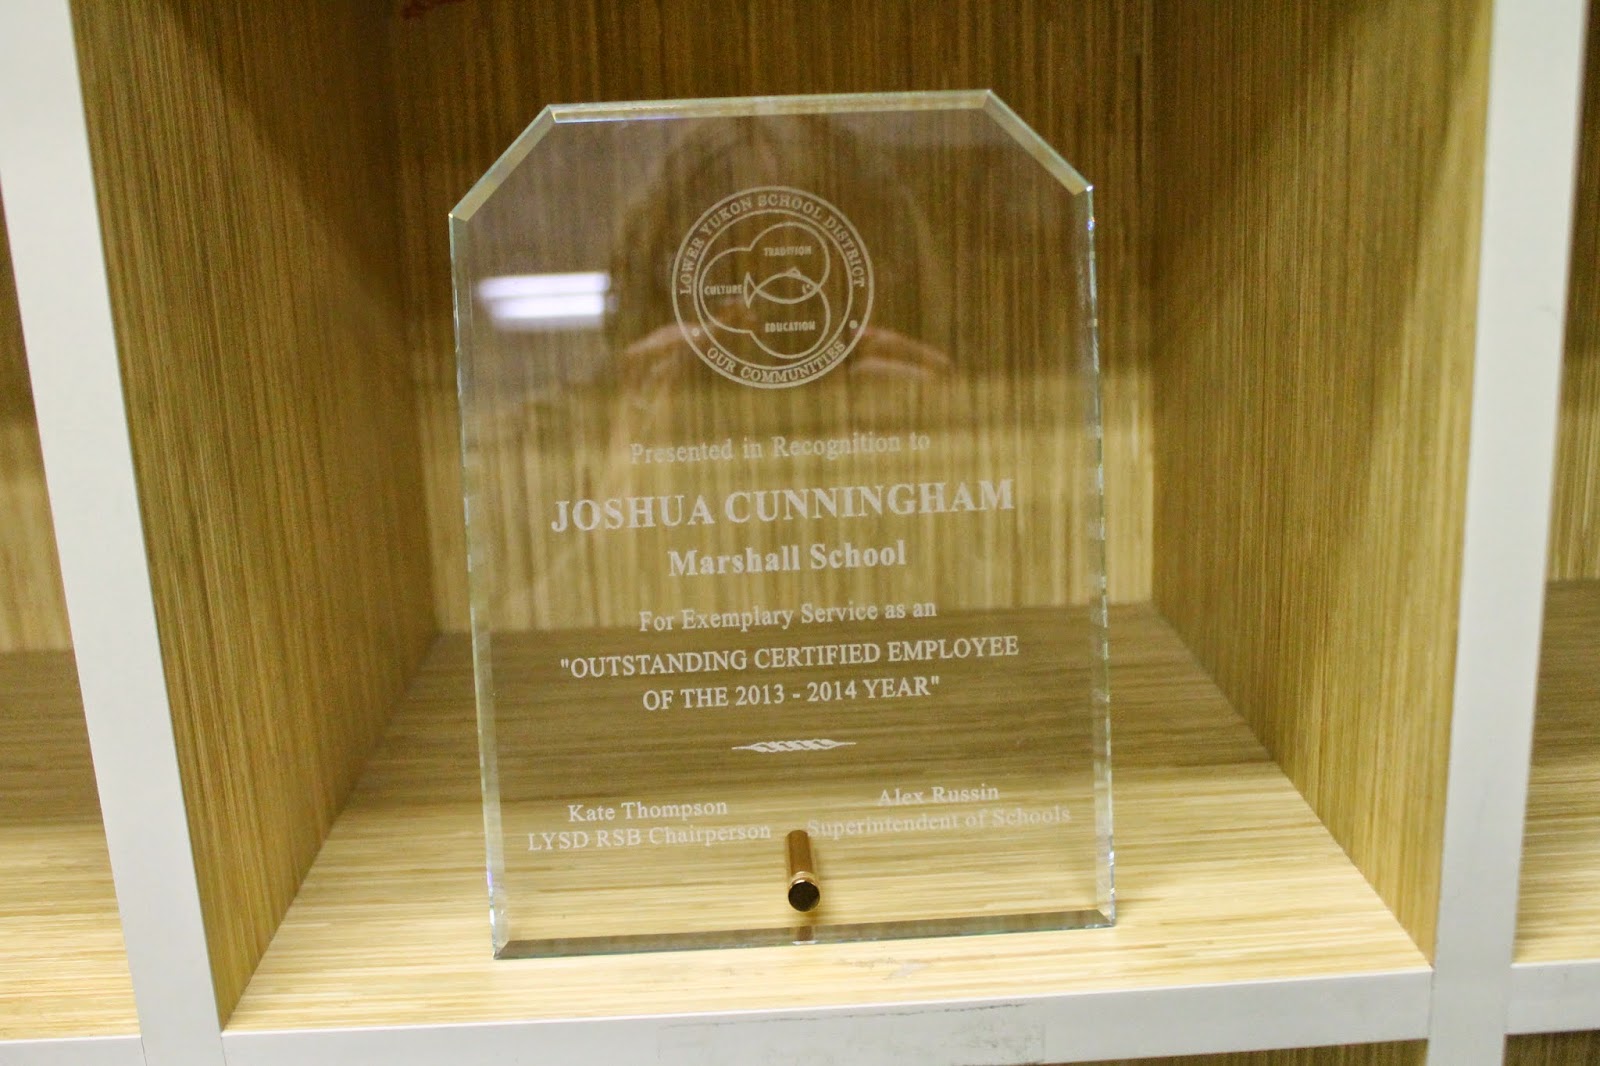 LOWER YUKON SCHOOL DISTRICT
TRADITION
CULTURE
EDUCATION
OUR COMMUNITIES
Presented in Recognition to
JOSHUA CUNNINGHAM
Marshall School
For Exemplary Service as an
"OUTSTANDING CERTIFIED EMPLOYEE
OF THE 2013 - 2014 YEAR"
Kate Thompson
LYSD RSB Chairperson
Alex Russin
Superintendent of Schools